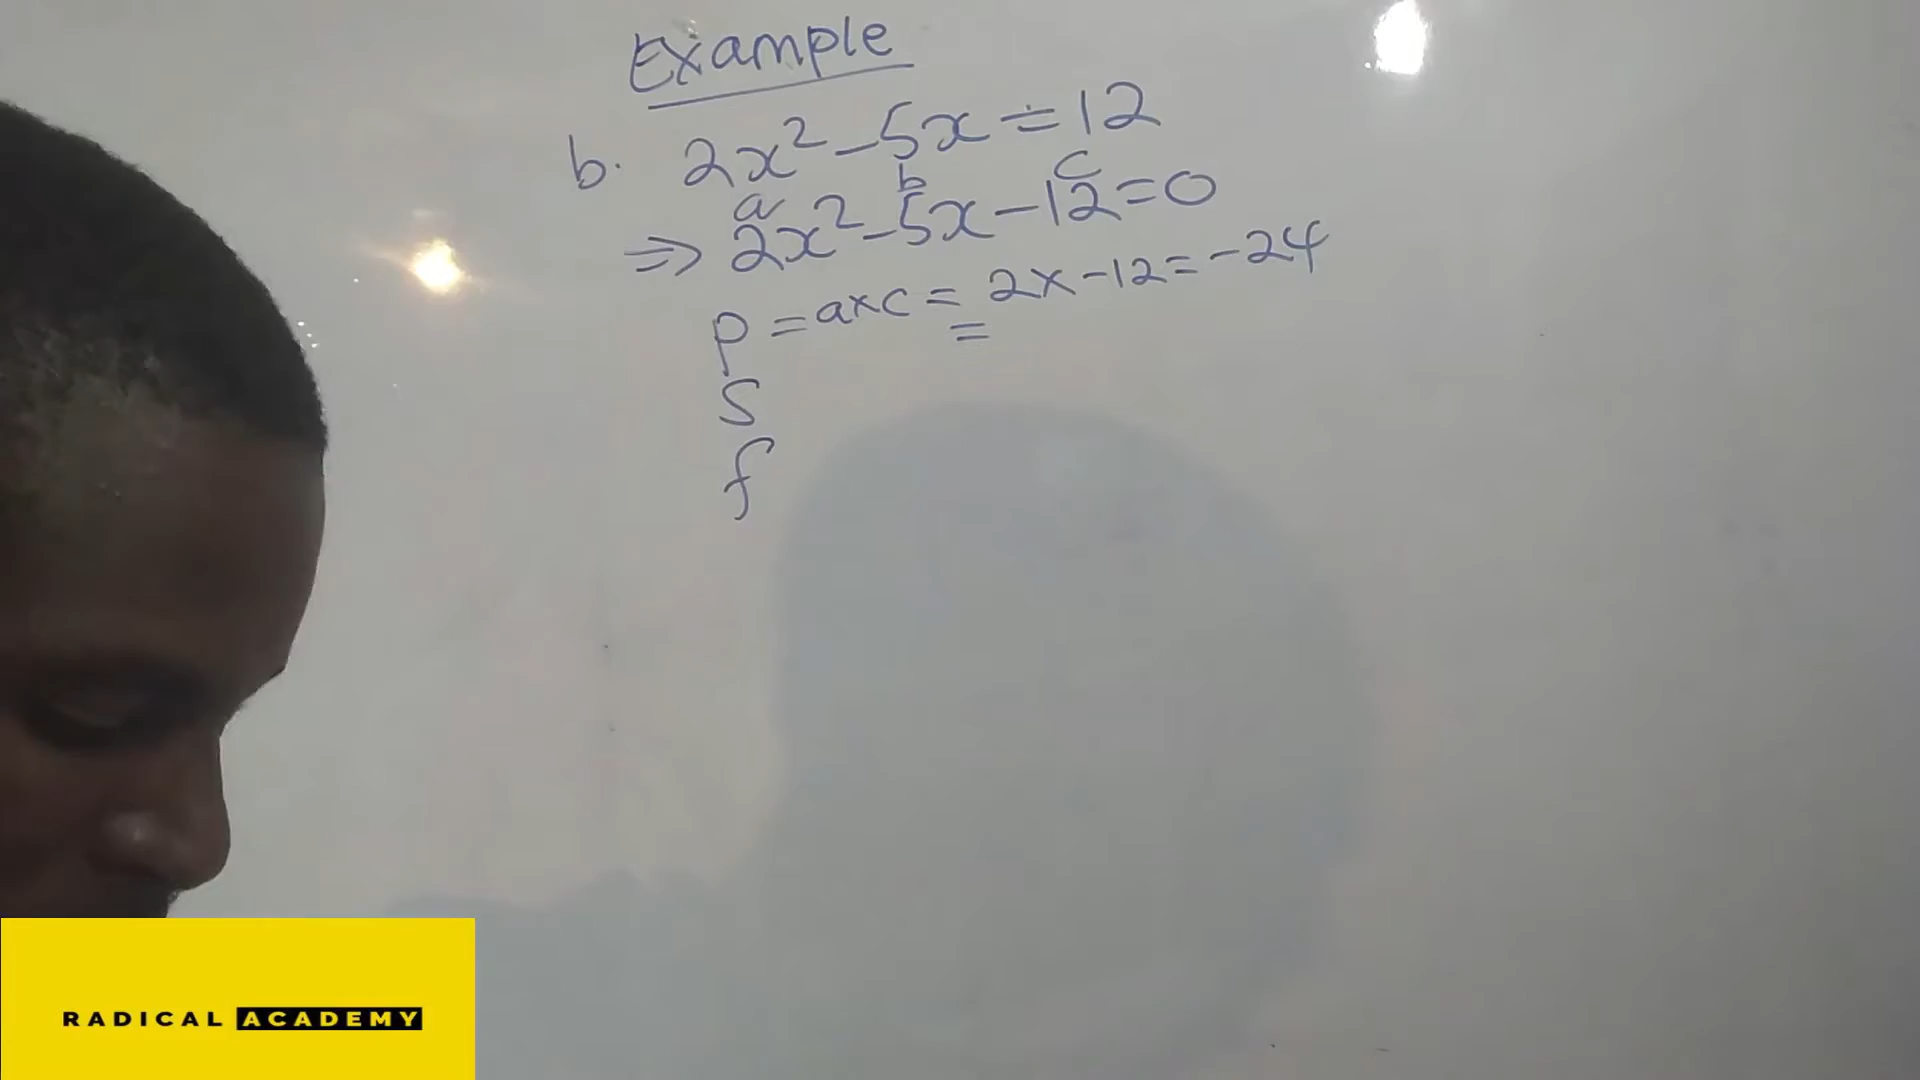 Example
b. 2x² - 5x = 12
a b c
⇒ 2x² - 5x - 12 = 0
p = a×c = 2×-12 = -24
=
S
f
RADICAL ACADEMY